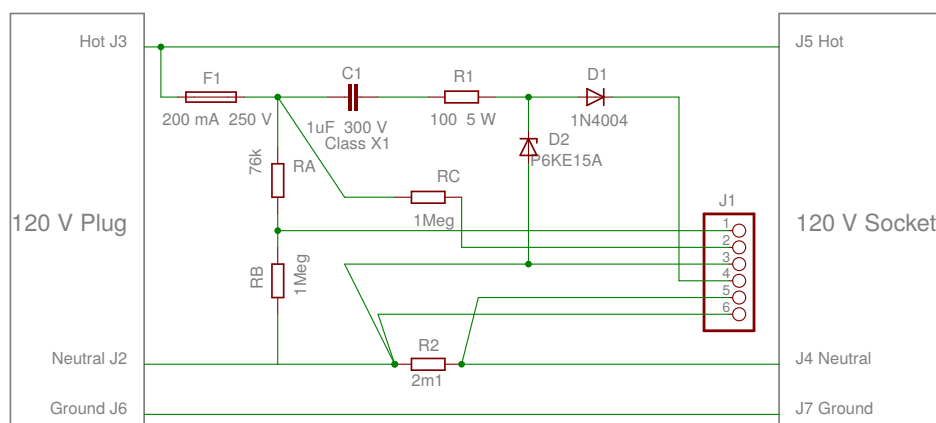 Hot J3
J5 Hot
F1
C1
R1
D1
200 mA 250 V
1uF 300 V
Class X1
100 5 W
1N4004
D2
P6KE15A
76k
RA
RC
1Meg
J1
120 V Plug
120 V Socket
1
2
3
4
5
6
RB
1Meg
R2
2m1
Neutral J2
J4 Neutral
Ground J6
J7 Ground